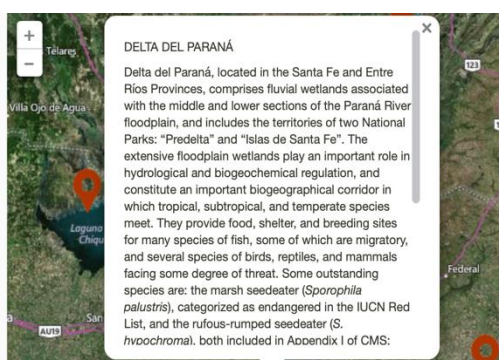 +
×
−
Telares
Villa Ojo de Agua
Laguna
San
AU19
DELTA DEL PARANÁ
Delta del Paraná, located in the Santa Fe and Entre
Ríos Provinces, comprises fluvial wetlands associated
with the middle and lower sections of the Paraná River
floodplain, and includes the territories of two National
Parks: “Predelta” and “Islas de Santa Fe”. The
extensive floodplain wetlands play an important role in
hydrological and biogeochemical regulation, and
constitute an important biogeographical corridor in
which tropical, subtropical, and temperate species
meet. They provide food, shelter, and breeding sites
for many species of fish, some of which are migratory,
and several species of birds, reptiles, and mammals
facing some degree of threat. Some outstanding
species are: the marsh seedeater (Sporophila
palustris), categorized as endangered in the IUCN Red
List, and the rufous-rumped seedeater (S.
hypochroma), both included in Appendix I of CMS:
123
Federal